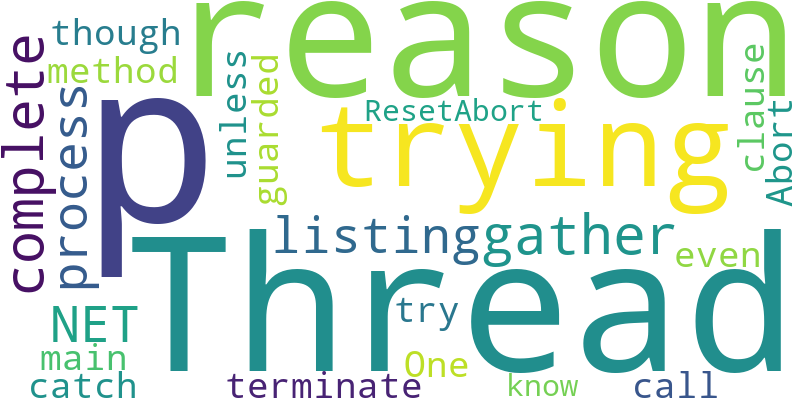 reason
though
method
complete
process
p
unless
guarded
ResetAbort
trying
clause
Abort
listing
gather
even
Thread
NET
try
main
One
catch
terminate
know
call